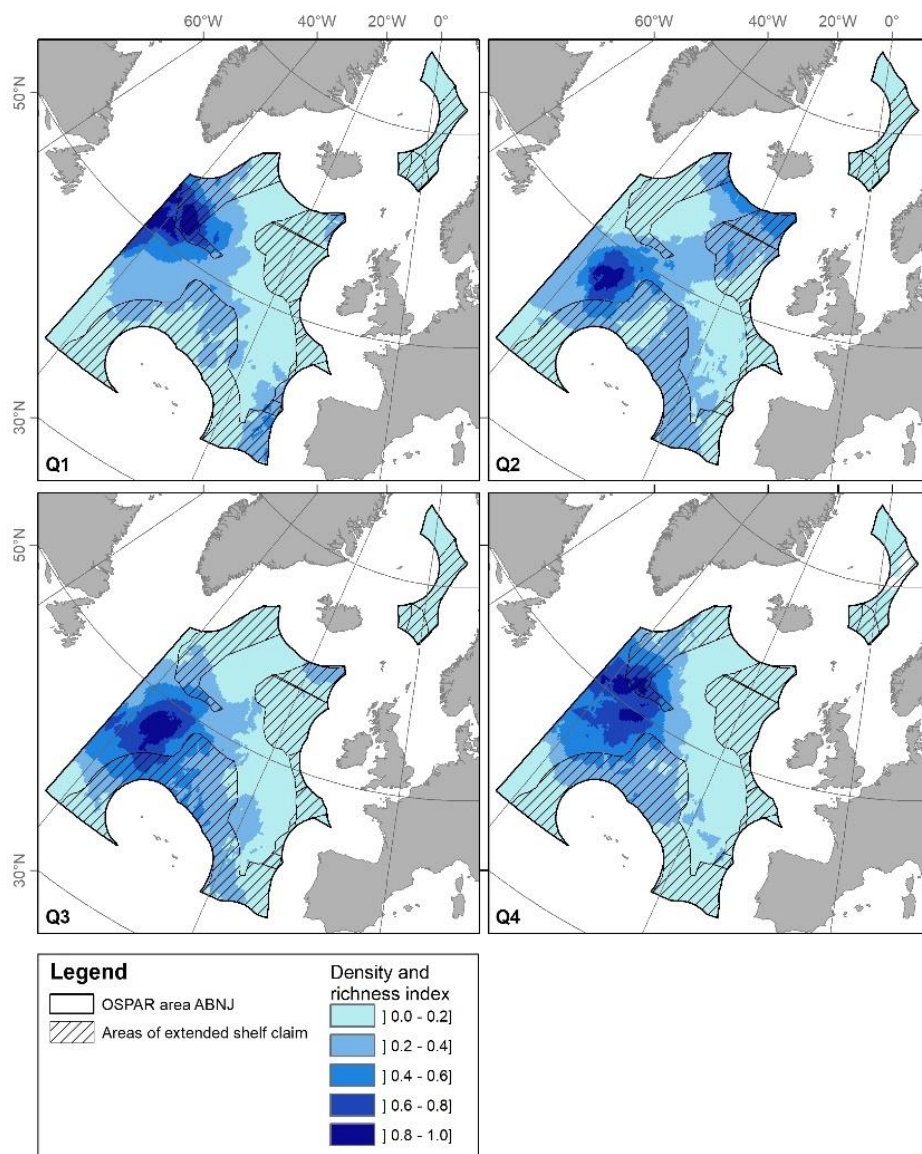 60°W 40°W 20°W 0°
60°W 40°W 20°W 0°
50°N
30°N
Q1
Q2
50°N
30°N
Q3
Q4
Legend
OSPAR area ABNJ
Areas of extended shelf claim
Density and
richness index
] 0.0 - 0.2]
] 0.2 - 0.4]
] 0.4 - 0.6]
] 0.6 - 0.8]
] 0.8 - 1.0]